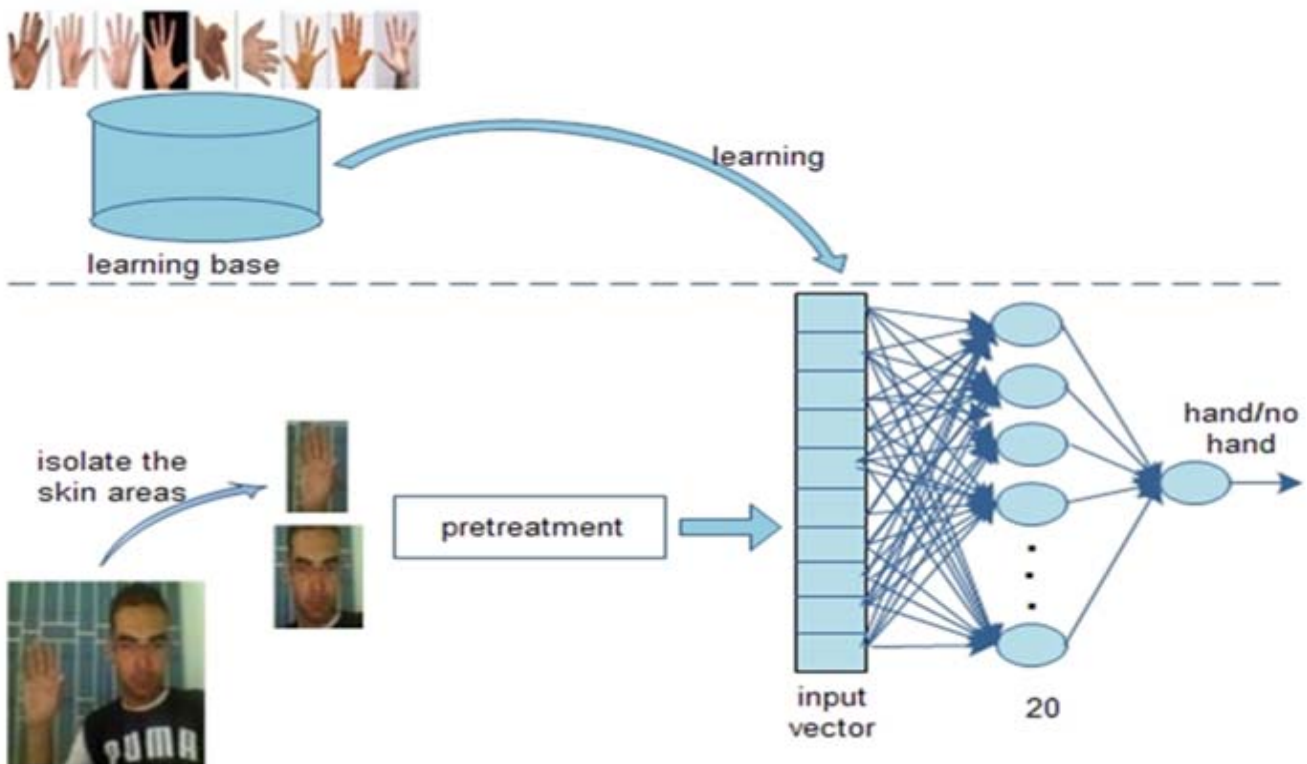 learning
learning base
isolate the
skin areas
pretreatment
hand/no
hand
input
vector
20
PUMA